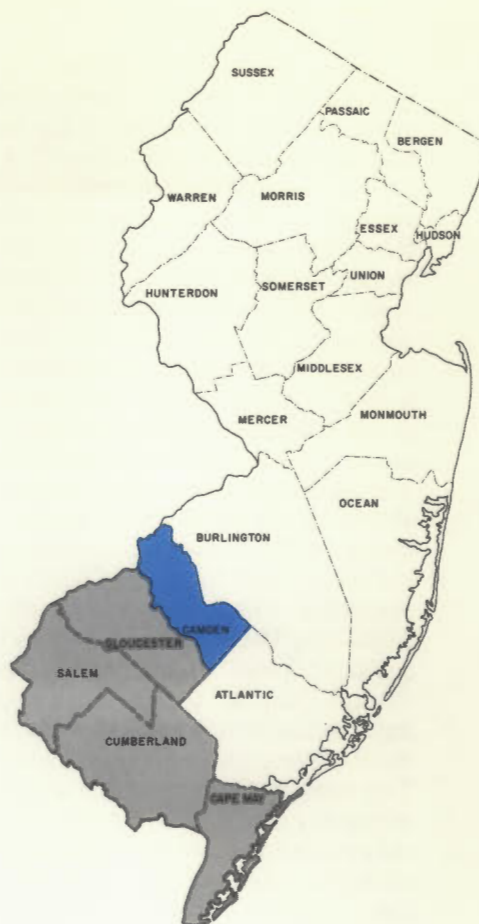 SUSSEX
PASSAIC
BERGEN
WARREN
MORRIS
ESSEX
HUDSON
UNION
HUNTERDON
SOMERSET
MIDDLESEX
MERCER
MONMOUTH
OCEAN
BURLINGTON
CAMDEN
GLOUCESTER
SALEM
ATLANTIC
CUMBERLAND
CAPE MAY